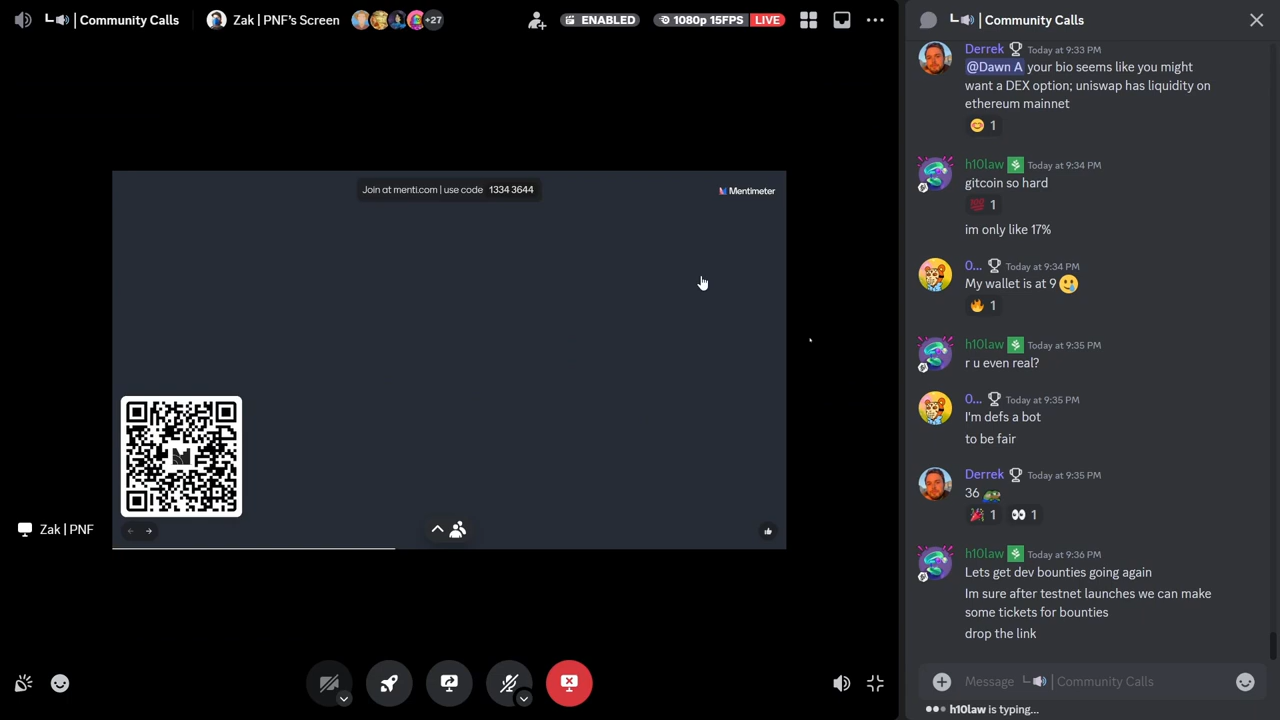 Community Calls
Zak | PNF's Screen
+27
ENABLED
1080p 15FPS
LIVE
Join at menti.com | use code 1334 3644
Mentimeter
Zak | PNF
Community Calls
Derrek Today at 9:33 PM
@Dawn A your bio seems like you might
want a DEX option; uniswap has liquidity on
ethereum mainnet
1
h10law Today at 9:34 PM
gitcoin so hard
1
im only like 17%
0... Today at 9:34 PM
My wallet is at 9
1
h10law Today at 9:35 PM
r u even real?
0... Today at 9:35 PM
I'm defs a bot
to be fair
Derrek Today at 9:35 PM
36
1 1
h10law Today at 9:36 PM
Lets get dev bounties going again
Im sure after testnet launches we can make
some tickets for bounties
drop the link
Message Community Calls
h10law is typing...